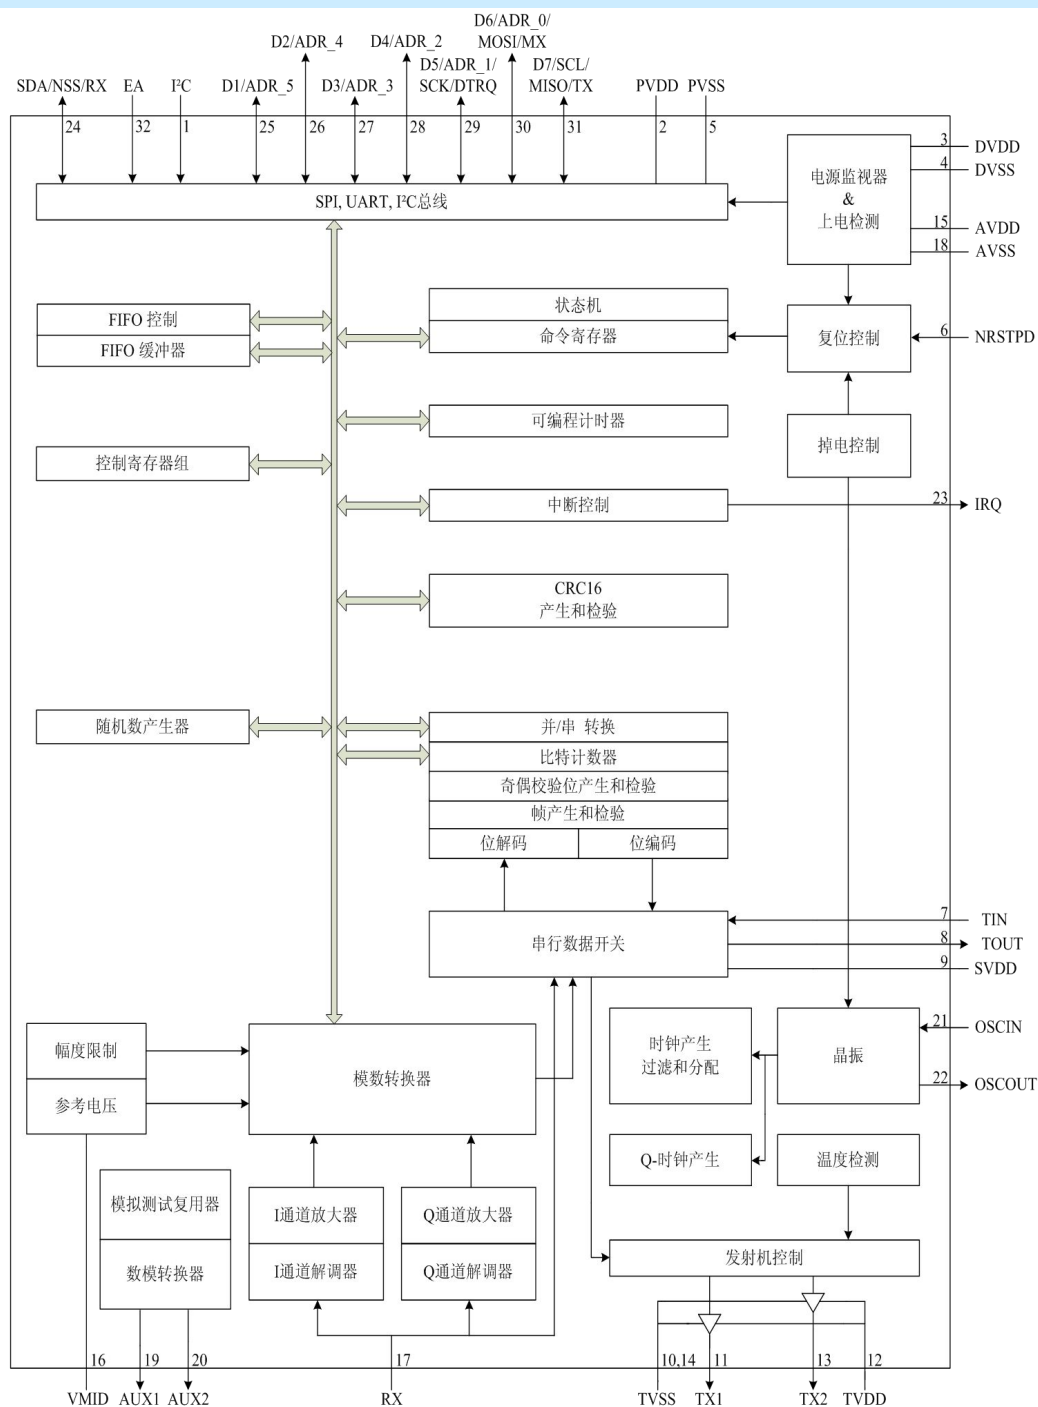 D6/ADR_0/
MOSI/MX
D2/ADR_4
D4/ADR_2
D5/ADR_1/
SCK/DTRQ
D7/SCL/
MISO/TX
SDA/NSS/RX
EA
I²C
D1/ADR_5
D3/ADR_3
PVDD
PVSS
24
32
1
25
26
27
28
29
30
31
2
5
3
DVDD
4
DVSS
电源监视器
&
上电检测
SPI, UART, I²C总线
15
AVDD
18
AVSS
FIFO 控制
FIFO 缓冲器
状态机
命令寄存器
复位控制
6
NRSTPD
可编程计时器
掉电控制
控制寄存器组
中断控制
23
IRQ
CRC16
产生和检验
随机数产生器
并/串 转换
比特计数器
奇偶校验位产生和检验
帧产生和检验
位解码
位编码
串行数据开关
7
TIN
8
TOUT
9
SVDD
幅度限制
参考电压
模数转换器
时钟产生
过滤和分配
晶振
21
OSCIN
22
OSCOUT
Q-时钟产生
温度检测
模拟测试复用器
数模转换器
I通道放大器
I通道解调器
Q通道放大器
Q通道解调器
发射机控制
16
19
20
17
10,14
11
13
12
VMID
AUX1
AUX2
RX
TVSS
TX1
TX2
TVDD